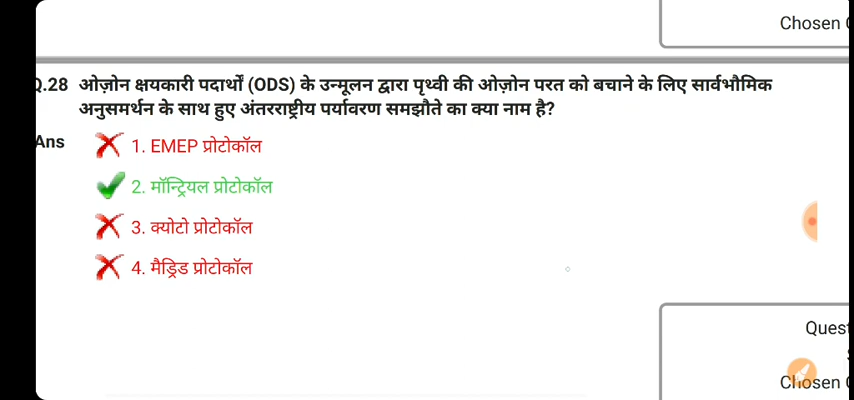 Chosen
Q.28 ओज़ोन क्षयकारी पदार्थों (ODS) के उन्मूलन द्वारा पृथ्वी की ओज़ोन परत को बचाने के लिए सार्वभौमिक
अनुसमर्थन के साथ हुए अंतरराष्ट्रीय पर्यावरण समझौते का क्या नाम है?
Ans 1. EMEP प्रोटोकॉल
2. मॉन्ट्रियल प्रोटोकॉल
3. क्योटो प्रोटोकॉल
4. मैड्रिड प्रोटोकॉल
Quest
Chosen